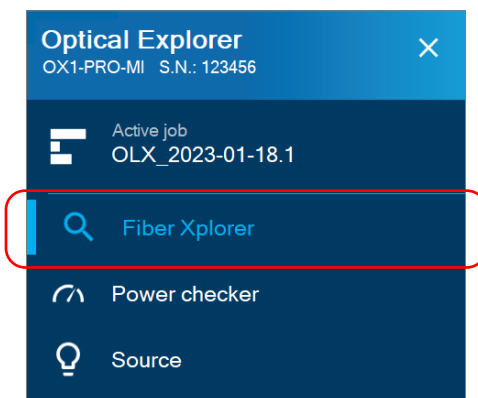 Optical Explorer
OX1-PRO-MI S.N.: 123456
Active job
OLX_2023-01-18.1
Fiber Xplorer
Power checker
Source